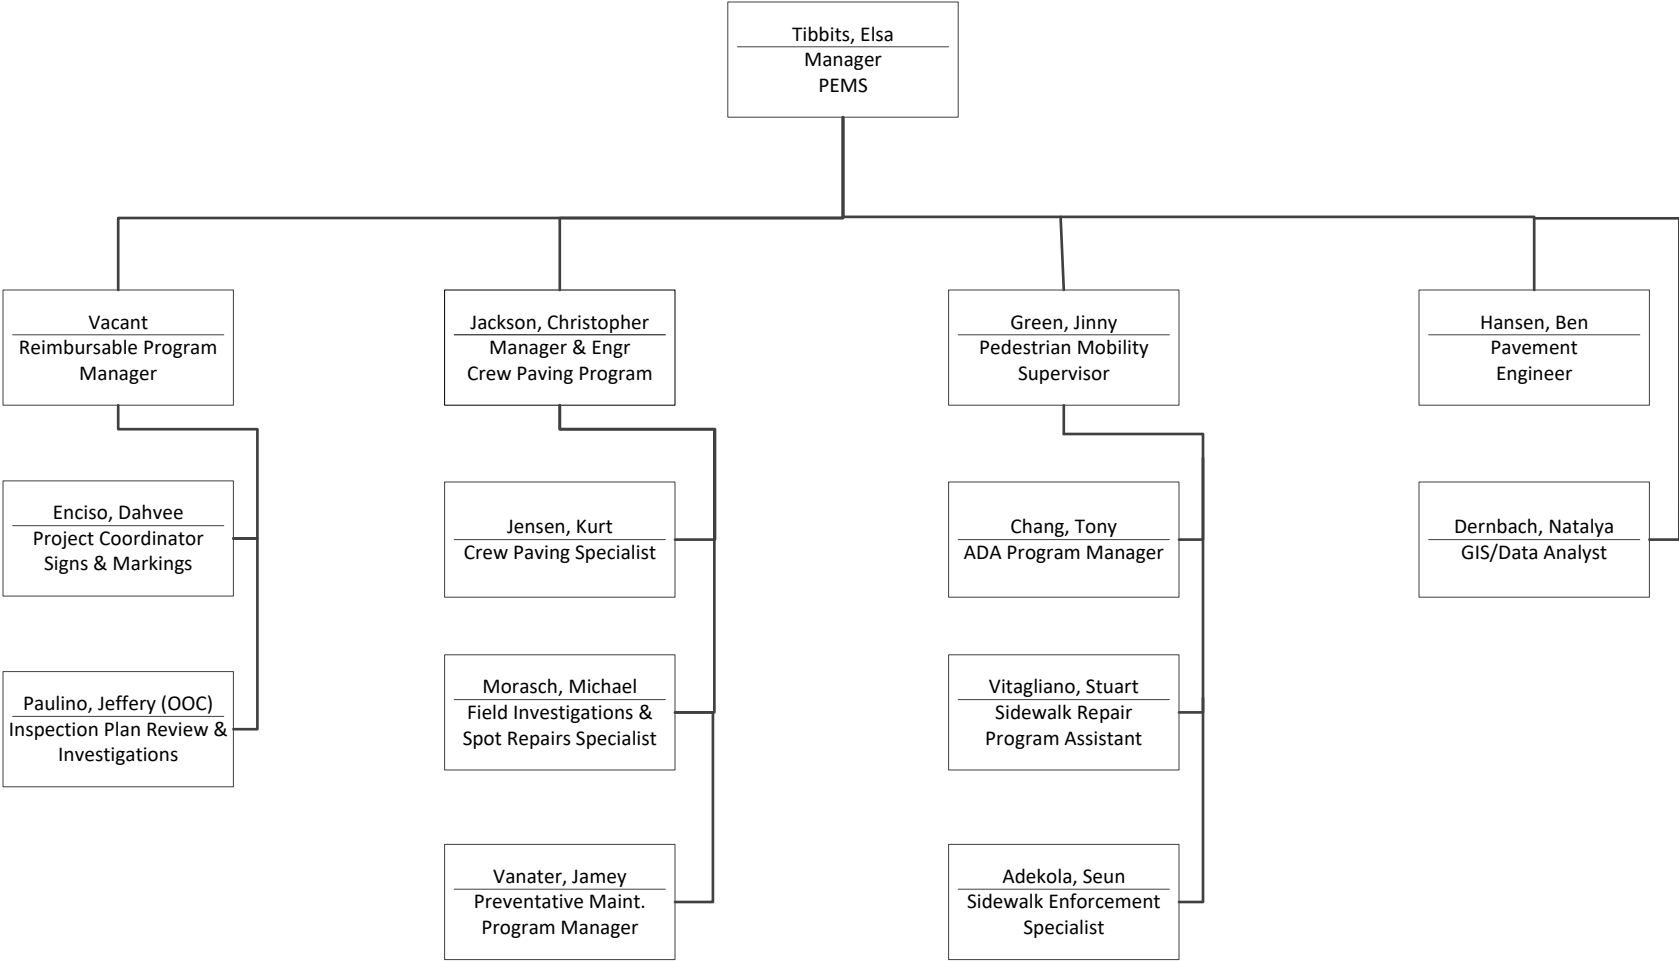 Tibbits, Elsa
Manager
PEMS
Vacant
Reimbursable Program
Manager
Jackson, Christopher
Manager & Engr
Crew Paving Program
Green, Jinny
Pedestrian Mobility
Supervisor
Hansen, Ben
Pavement
Engineer
Enciso, Dahvee
Project Coordinator
Signs & Markings
Jensen, Kurt
Crew Paving Specialist
Chang, Tony
ADA Program Manager
Dernbach, Natalya
GIS/Data Analyst
Paulino, Jeffery (OOC)
Inspection Plan Review &
Investigations
Morasch, Michael
Field Investigations &
Spot Repairs Specialist
Vitagliano, Stuart
Sidewalk Repair
Program Assistant
Vanater, Jamey
Preventative Maint.
Program Manager
Adekola, Seun
Sidewalk Enforcement
Specialist